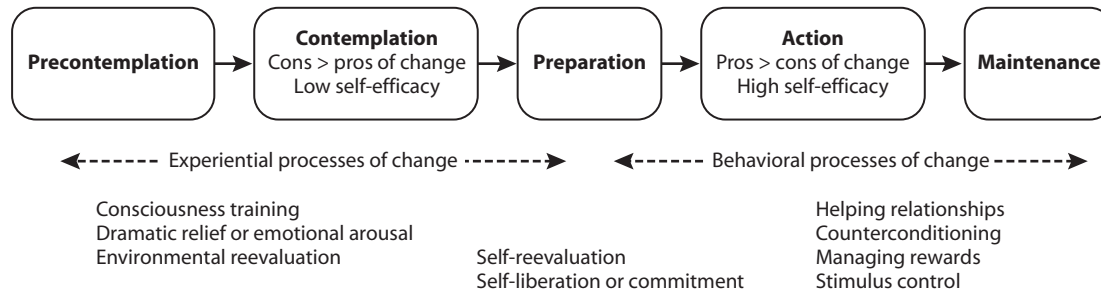 Precontemplation
Contemplation
Cons > pros of change
Low self-efficacy
Preparation
Action
Pros > cons of change
High self-efficacy
Maintenance
Experiential processes of change
Behavioral processes of change
Consciousness training
Dramatic relief or emotional arousal
Environmental reevaluation
Self-reevaluation
Self-liberation or commitment
Helping relationships
Counterconditioning
Managing rewards
Stimulus control